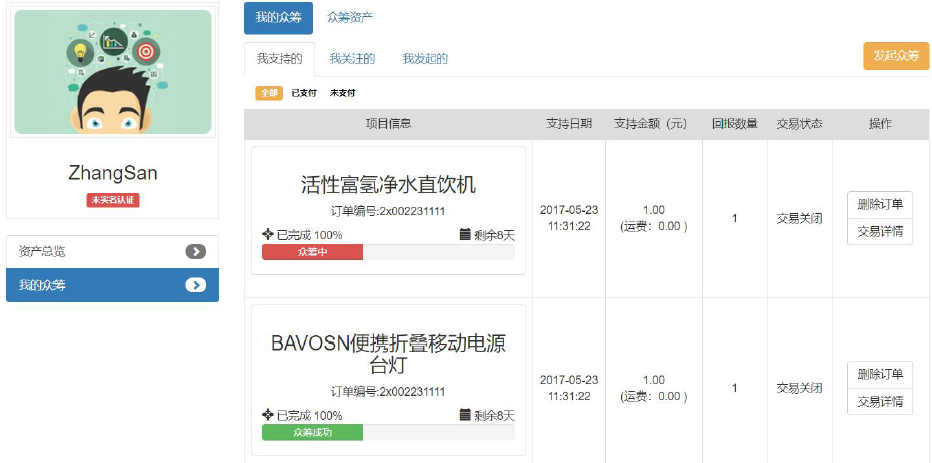 ZhangSan
未实名认证
资产总览
我的众筹
我的众筹 众筹资产
我支持的 我关注的 我发起的 发起众筹
全部 已支付 未支付
项目信息 支持日期 支持金额（元） 回报数量 交易状态 操作
活性富氢净水直饮机
订单编号:2x002231111
已完成 100% 剩余8天
众筹中
2017-05-23
11:31:22
1.00
(运费：0.00 )
1
交易关闭
删除订单
交易详情
BAVOSN便携折叠移动电源
台灯
订单编号:2x002231111
已完成 100% 剩余8天
众筹成功
2017-05-23
11:31:22
1.00
(运费：0.00 )
1
交易关闭
删除订单
交易详情